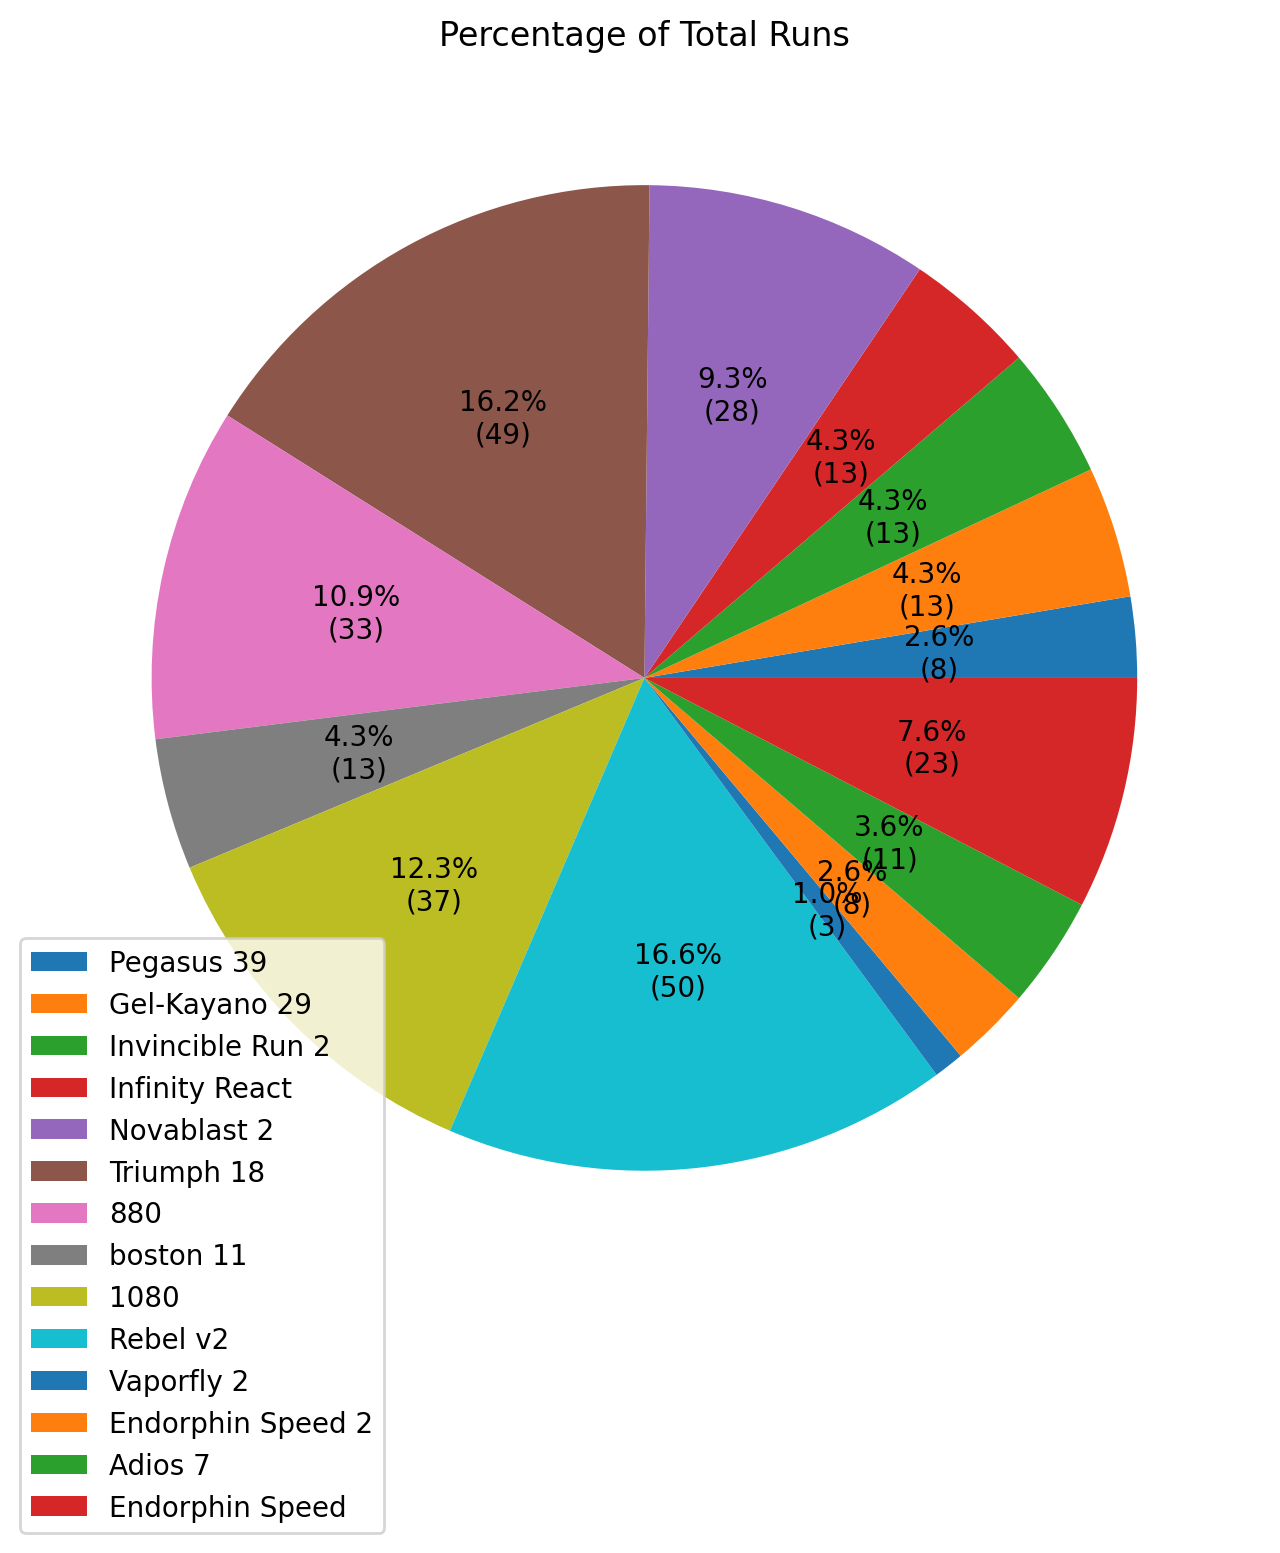 Percentage of Total Runs
9.3%
(28)
16.2%
(49)
4.3%
(13)
4.3%
(13)
4.3%
(13)
10.9%
(33)
2.6%
(8)
7.6%
(23)
4.3%
(13)
3.6%
(11)
12.3%
(37)
2.6%
(8)
1.0%
(3)
16.6%
(50)
Pegasus 39
Gel-Kayano 29
Invincible Run 2
Infinity React
Novablast 2
Triumph 18
880
boston 11
1080
Rebel v2
Vaporfly 2
Endorphin Speed 2
Adios 7
Endorphin Speed